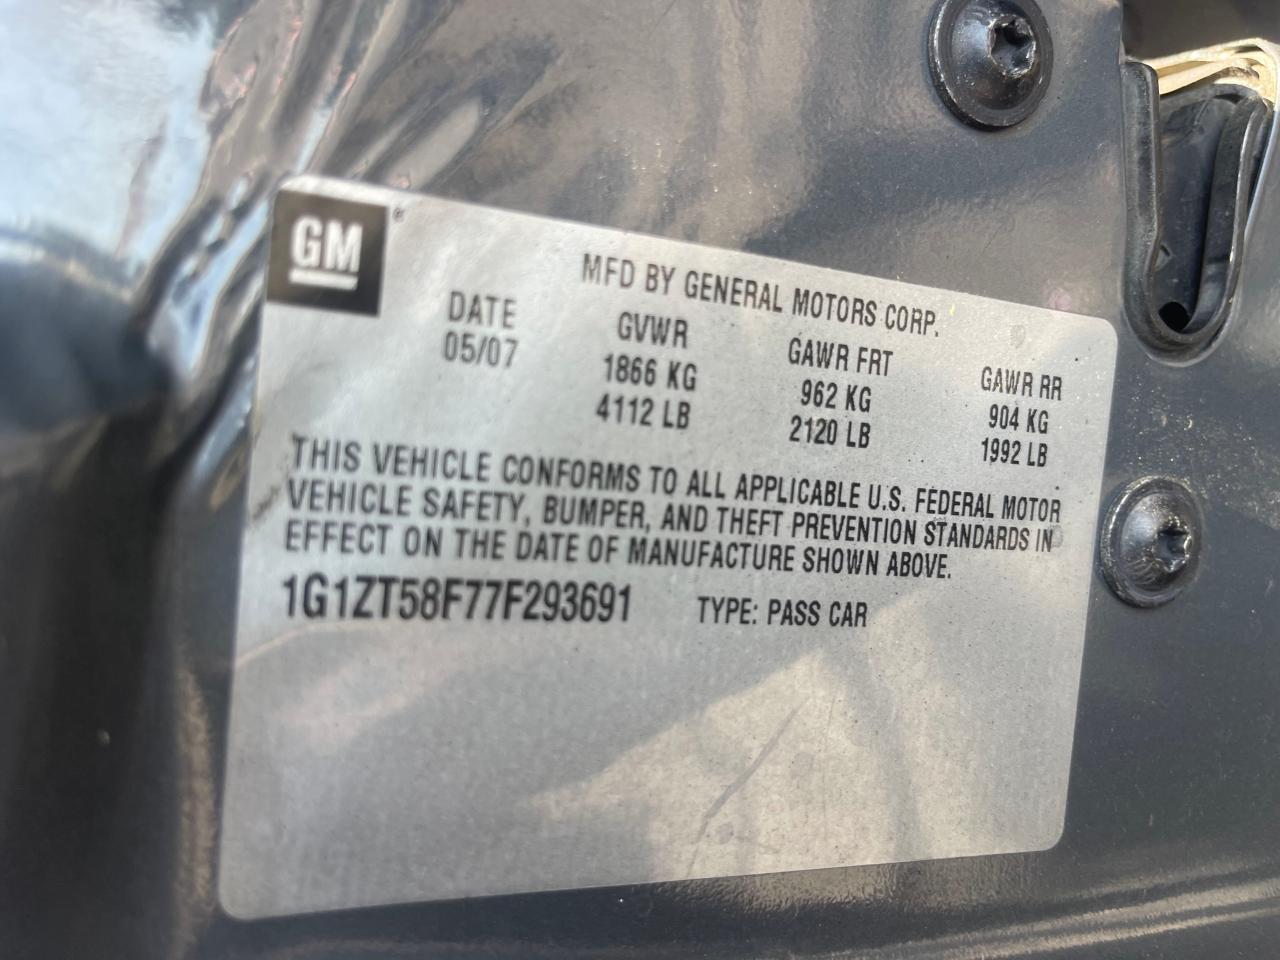 GM ®
MFD BY GENERAL MOTORS CORP.
DATE GVWR GAWR FRT GAWR RR
05/07 1866 KG 962 KG 904 KG
4112 LB 2120 LB 1992 LB
THIS VEHICLE CONFORMS TO ALL APPLICABLE U.S. FEDERAL MOTOR
VEHICLE SAFETY, BUMPER, AND THEFT PREVENTION STANDARDS IN
EFFECT ON THE DATE OF MANUFACTURE SHOWN ABOVE.
1G1ZT58F77F293691 TYPE: PASS CAR